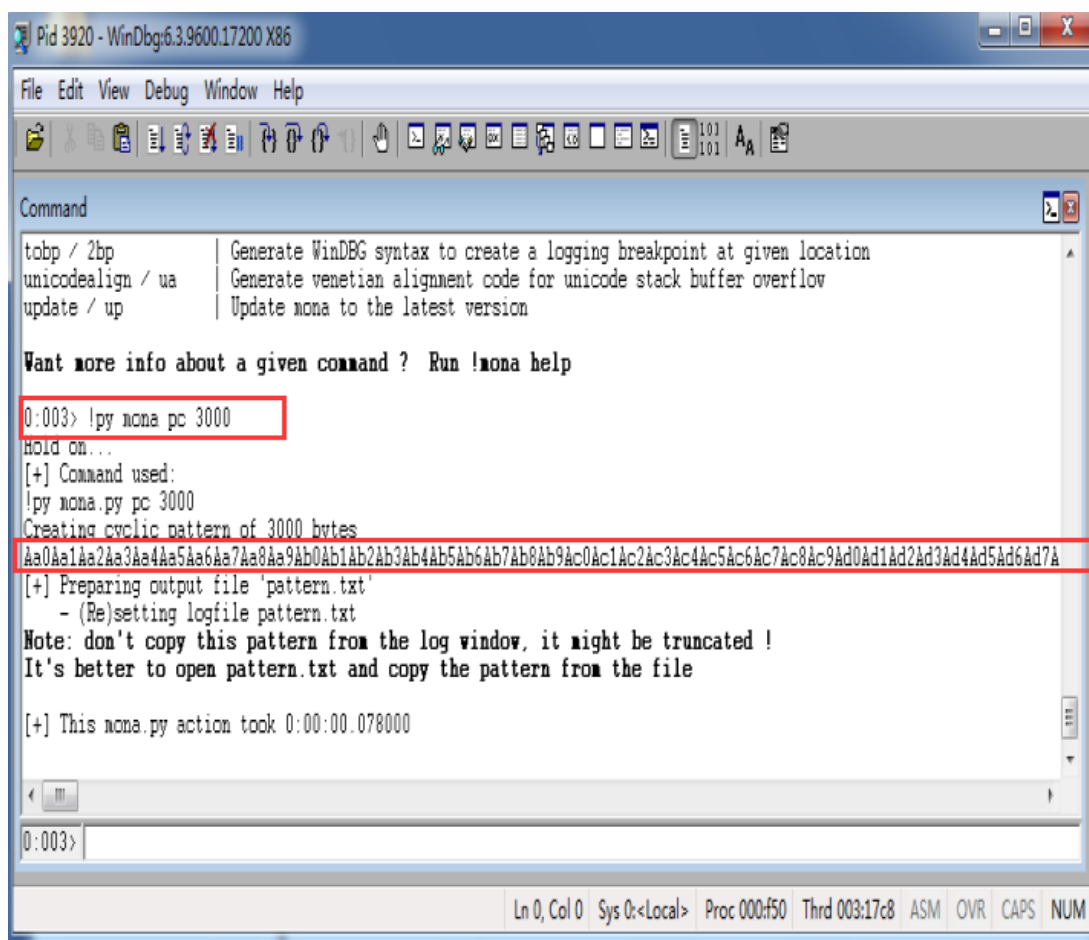 Pid 3920 - WinDbg:6.3.9600.17200 X86
File Edit View Debug Window Help
Command
tobp / 2bp | Generate WinDBG syntax to create a logging breakpoint at given location
unicodealign / ua | Generate venetian alignment code for unicode stack buffer overflow
update / up | Update mona to the latest version
Want more info about a given command ? Run !mona help
0:003> !py mona pc 3000
Hold on...
[+] Command used:
!py mona.py pc 3000
Creating cyclic pattern of 3000 bytes
Aa0Aa1Aa2Aa3Aa4Aa5Aa6Aa7Aa8Aa9Ab0Ab1Ab2Ab3Ab4Ab5Ab6Ab7Ab8Ab9Ac0Ac1Ac2Ac3Ac4Ac5Ac6Ac7Ac8Ac9Ad0Ad1Ad2Ad3Ad4Ad5Ad6Ad7A
[+] Preparing output file 'pattern.txt'
- (Re)setting logfile pattern.txt
Note: don't copy this pattern from the log window, it might be truncated !
It's better to open pattern.txt and copy the pattern from the file
[+] This mona.py action took 0:00:00.078000
0:003>
Ln 0, Col 0 Sys 0:<Local> Proc 000:f50 Thrd 003:17c8 ASM OVR CAPS NUM